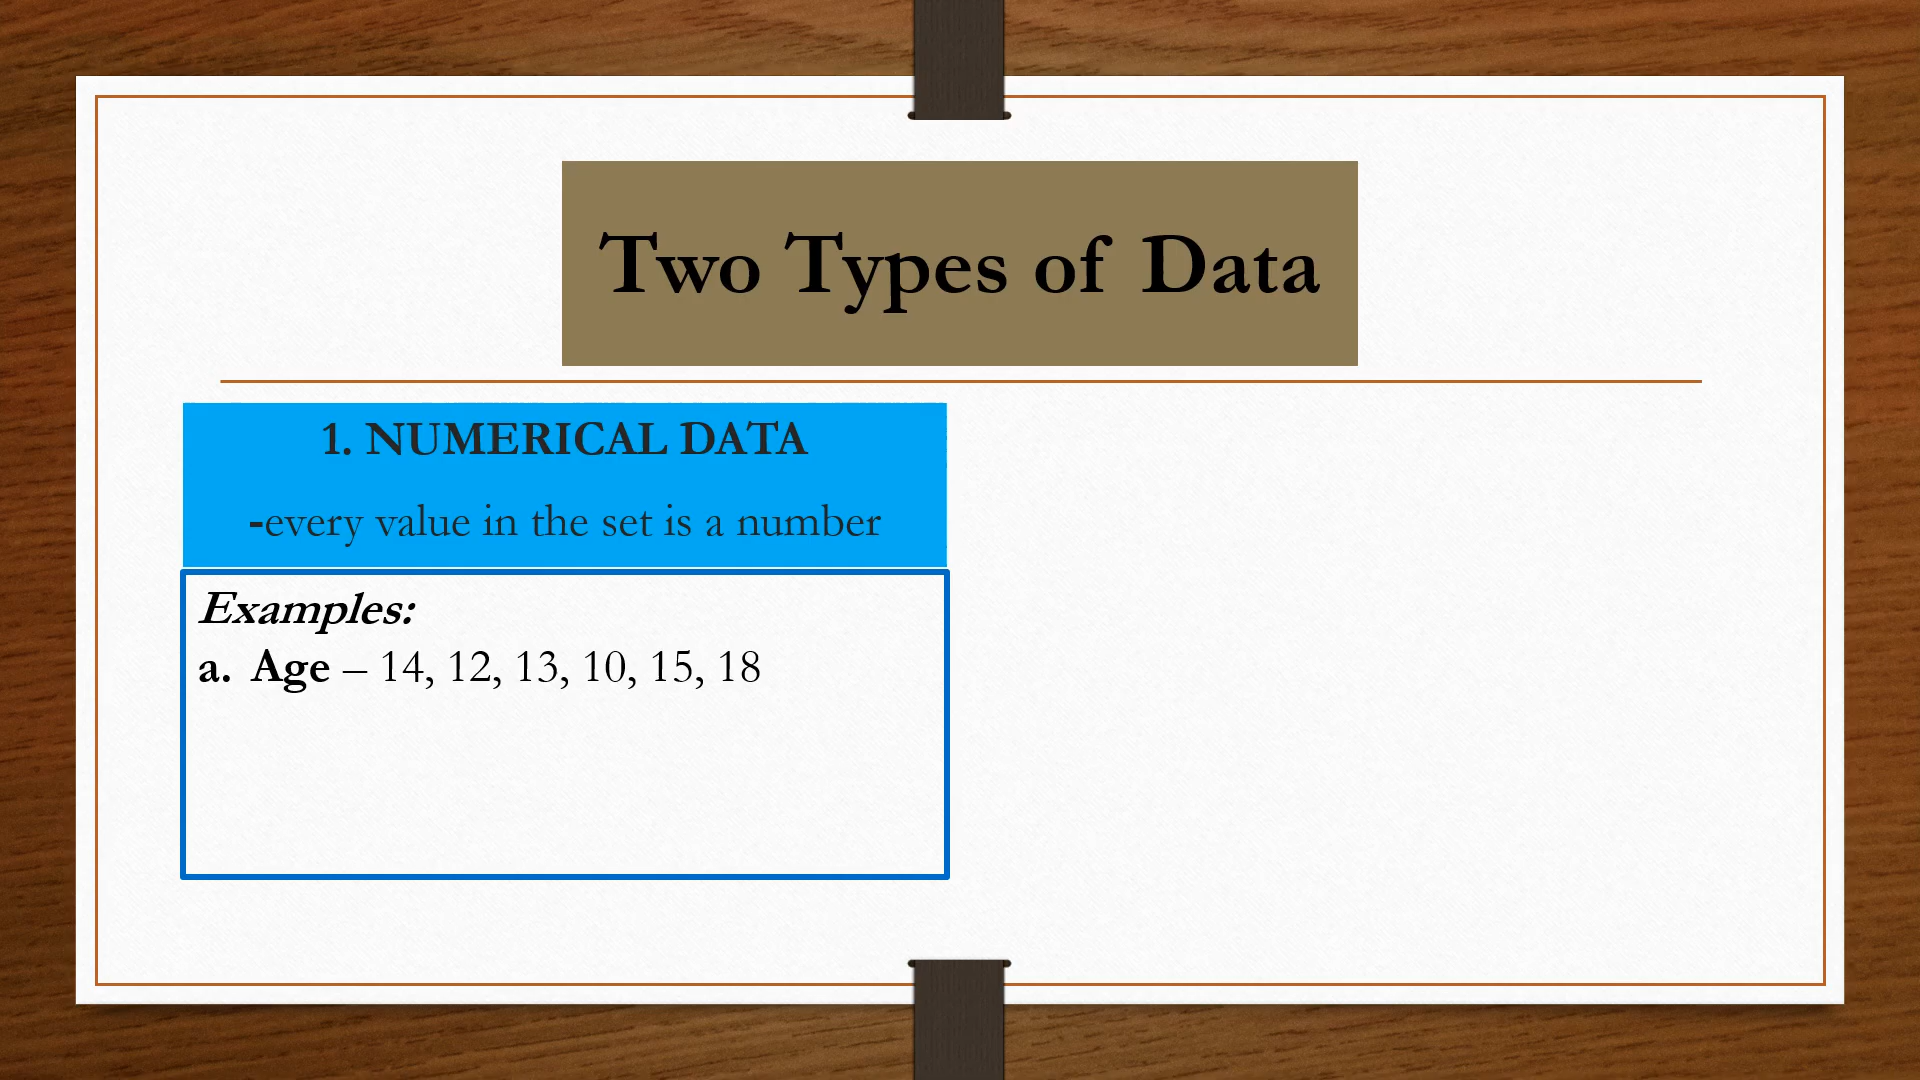 Two Types of Data
1. NUMERICAL DATA
-every value in the set is a number
Examples:
a. Age – 14, 12, 13, 10, 15, 18